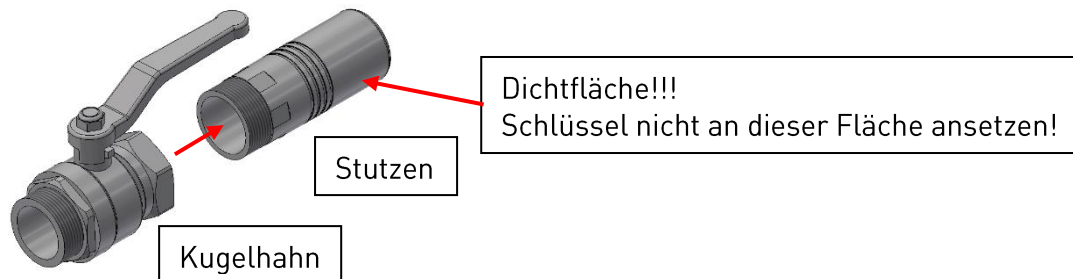 Dichtfläche!!!
Schlüssel nicht an dieser Fläche ansetzen!
Stutzen
Kugelhahn